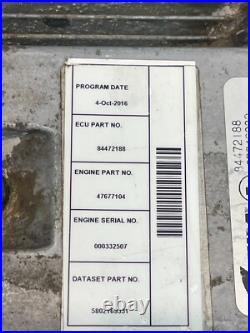 PROGRAM DATE
4-Oct-2016
ECU PART NO.
84472188
ENGINE PART NO.
47677104
ENGINE SERIAL NO.
000332507
DATASET PART NO.
84472188